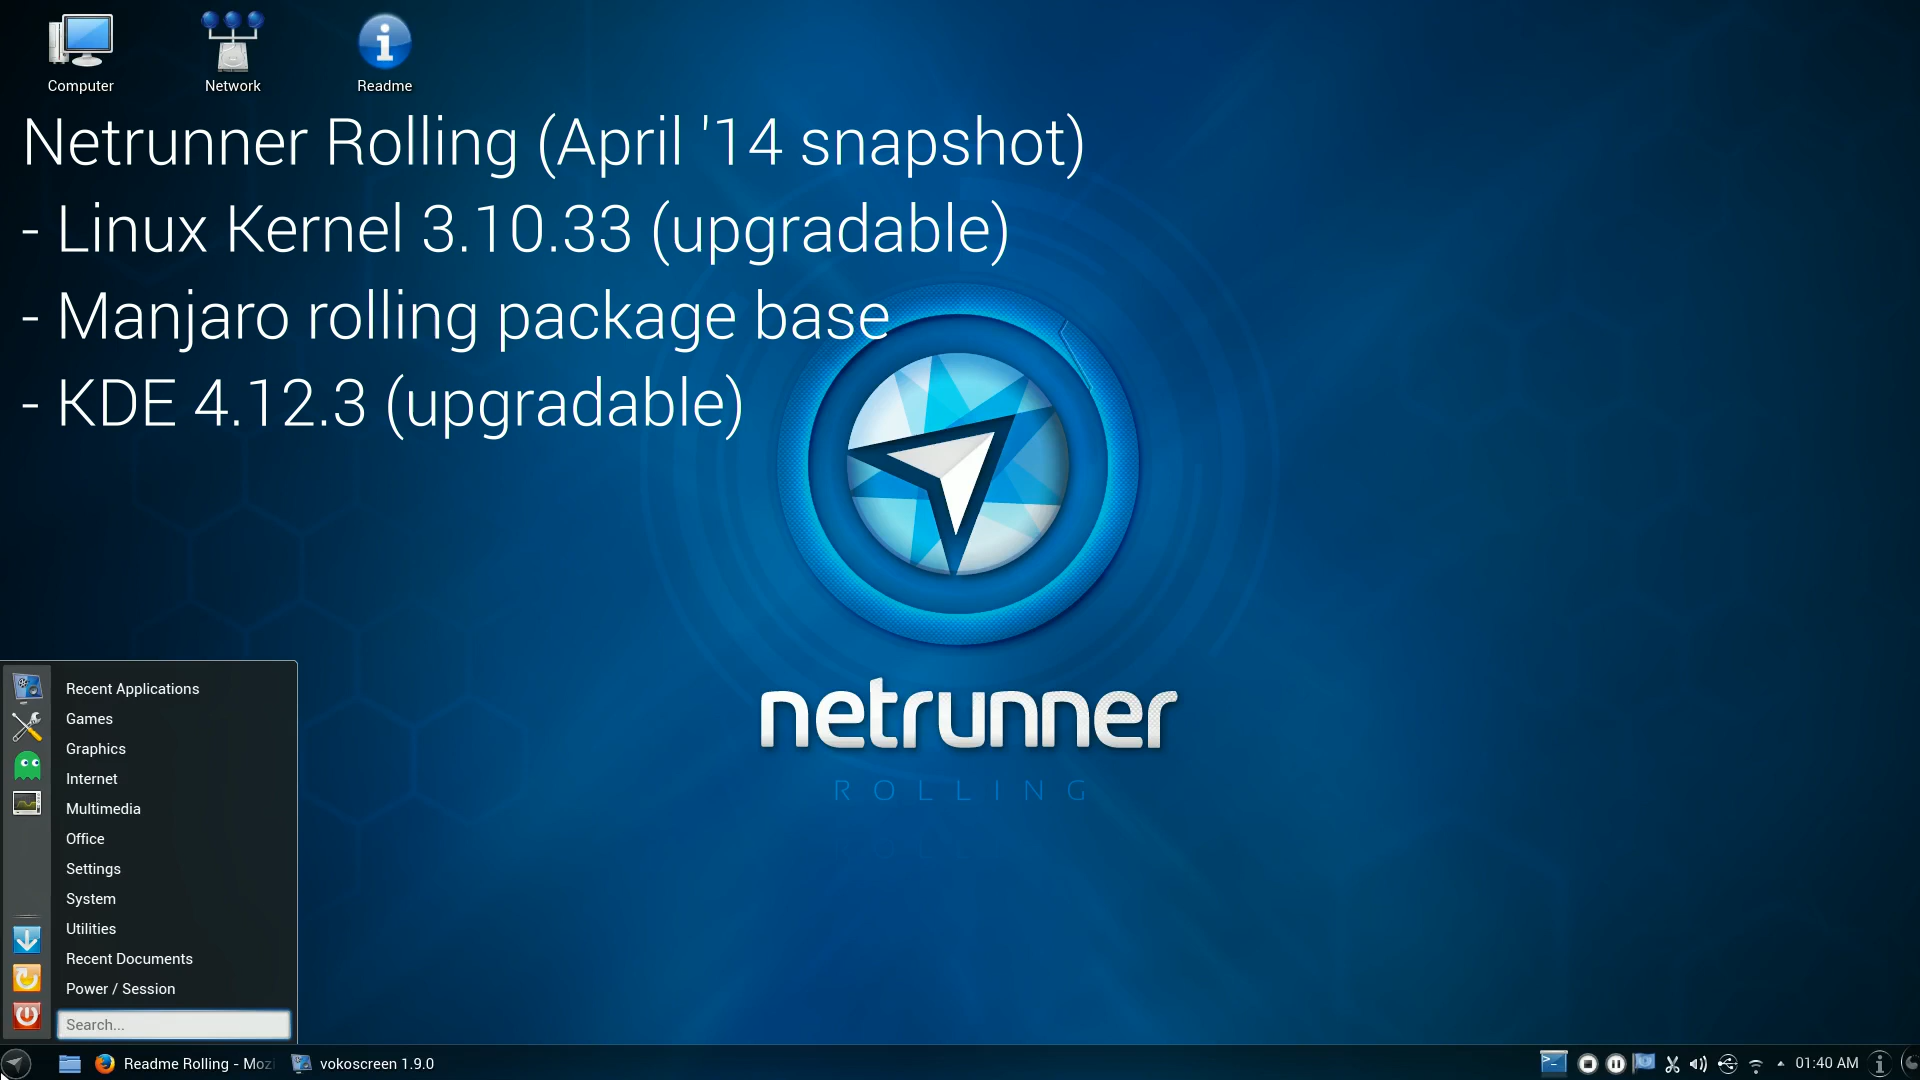 Computer
Network
Readme
Netrunner Rolling (April '14 snapshot)
- Linux Kernel 3.10.33 (upgradable)
- Manjaro rolling package base
- KDE 4.12.3 (upgradable)
netrunner
ROLLING
Recent Applications
Games
Graphics
Internet
Multimedia
Office
Settings
System
Utilities
Recent Documents
Power / Session
Search...
Readme Rolling - Mozi
vokoscreen 1.9.0
01:40 AM